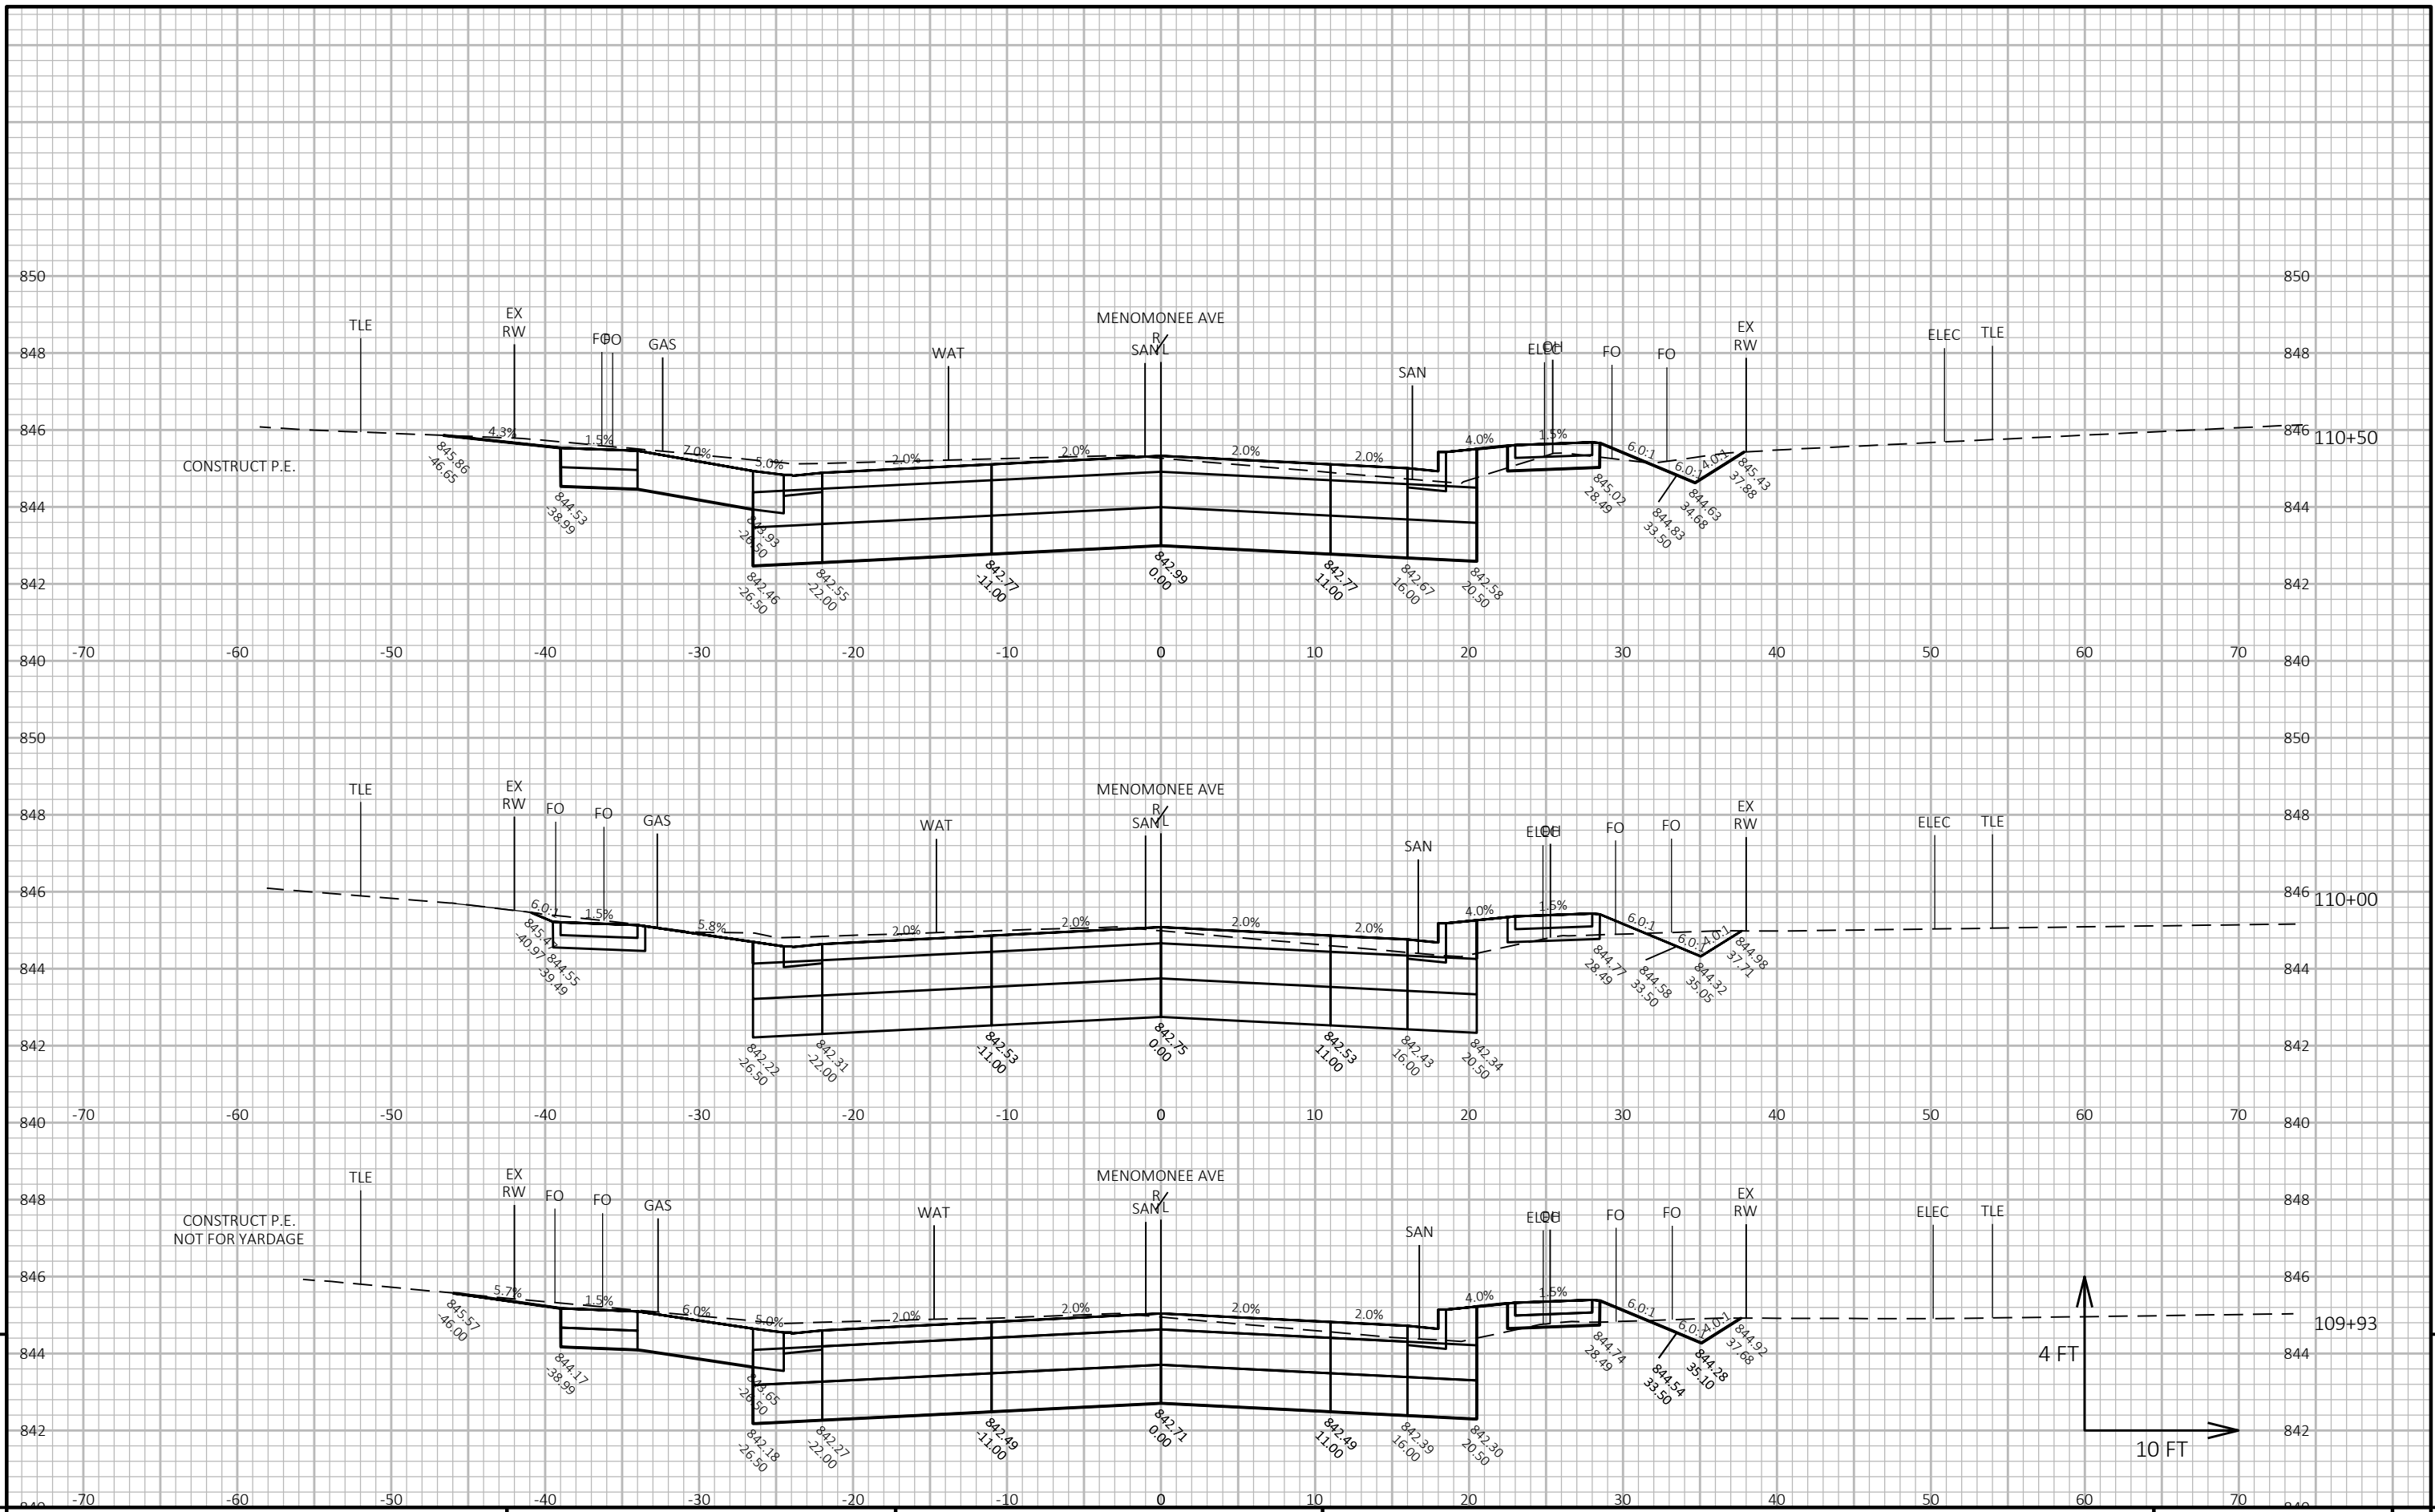 850 850
TLE
EX
RW
FO
FO
GAS
WAT
MENOMONEE AVE
R/L
SAN
SAN
ELEC
OH
FO
FO
EX
RW
ELEC
TLE
848 848
846 846
110+50
CONSTRUCT P.E.
4.3% 1.5% 7.0% 5.0% 2.0% 2.0% 2.0% 2.0% 4.0% 1.5% 6.0:1 6.0:1 4.0:1
845.86
-46.65
844.53
-38.99
843.93
-26.50
842.46
-26.50
842.55
-22.00
842.77
-11.00
842.99
0.00
842.77
11.00
842.67
16.00
842.58
20.50
845.02
28.49
844.83
33.50
844.63
34.68
845.43
37.88
844 844
842 842
-70 -60 -50 -40 -30 -20 -10 0 10 20 30 40 50 60 70
840 840
850 850
TLE
EX
RW
FO
FO
GAS
WAT
MENOMONEE AVE
R/L
SAN
SAN
ELEC
OH
FO
FO
EX
RW
ELEC
TLE
848 848
846 846
110+00
6.0:1 1.5% 5.8% 2.0% 2.0% 2.0% 2.0% 4.0% 1.5% 6.0:1 6.0:1 4.0:1
845.47
-40.97
844.55
-39.49
842.22
-26.50
842.31
-22.00
842.53
-11.00
842.75
0.00
842.53
11.00
842.43
16.00
842.34
20.50
844.77
28.49
844.58
33.50
844.32
35.05
844.98
37.71
844 844
842 842
-70 -60 -50 -40 -30 -20 -10 0 10 20 30 40 50 60 70
840 840
TLE
EX
RW
FO
FO
GAS
WAT
MENOMONEE AVE
R/L
SAN
SAN
ELEC
OH
FO
FO
EX
RW
ELEC
TLE
848 848
CONSTRUCT P.E.
NOT FOR YARDAGE
846 846
109+93
5.7% 1.5% 6.0% 5.0% 2.0% 2.0% 2.0% 2.0% 4.0% 1.5% 6.0:1 6.0:1 4.0:1
845.57
-46.00
844.17
-38.99
843.65
-26.50
842.18
-26.50
842.27
-22.00
842.49
-11.00
842.71
0.00
842.49
11.00
842.39
16.00
842.30
20.50
844.74
28.49
844.54
33.50
844.28
35.10
844.92
37.68
844 844
4 FT
842 842
10 FT
-70 -60 -50 -40 -30 -20 -10 0 10 20 30 40 50 60 70
840 840